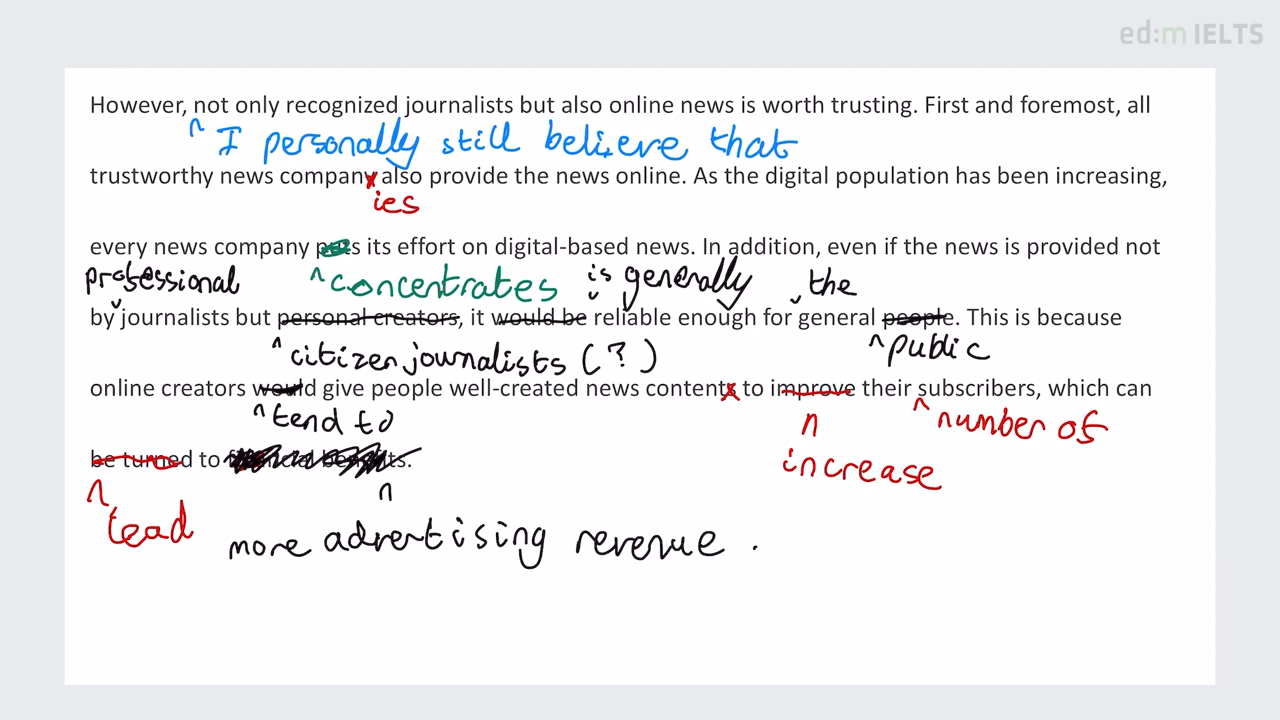 ed:m IELTS
However, not only recognized journalists but also online news is worth trusting. First and foremost, all
^ I personally still believe that
trustworthy news company also provide the news online. As the digital population has been increasing,
ies
every news company puts its effort on digital-based news. In addition, even if the news is provided not
professional ^concentrates is generally the
by journalists but personal creators, it would be reliable enough for general people. This is because
^citizen journalists (?) ^public
online creators would give people well-created news contents to improve their subscribers, which can
^tend to ^ number of
be turned to financial benefits.
increase
lead more advertising revenue.